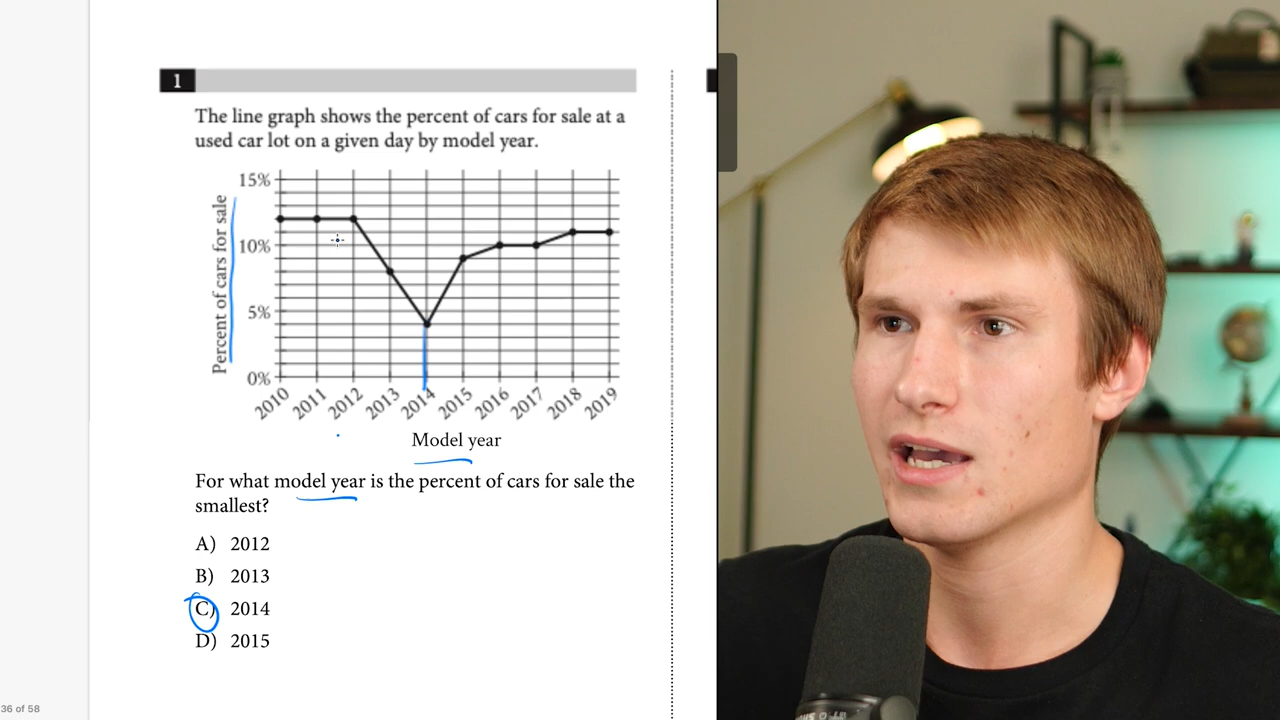 1
The line graph shows the percent of cars for sale at a
used car lot on a given day by model year.
Percent of cars for sale
15%
10%
5%
0%
2010 2011 2012 2013 2014 2015 2016 2017 2018 2019
Model year
For what model year is the percent of cars for sale the
smallest?
A) 2012
B) 2013
C) 2014
D) 2015
36 of 58